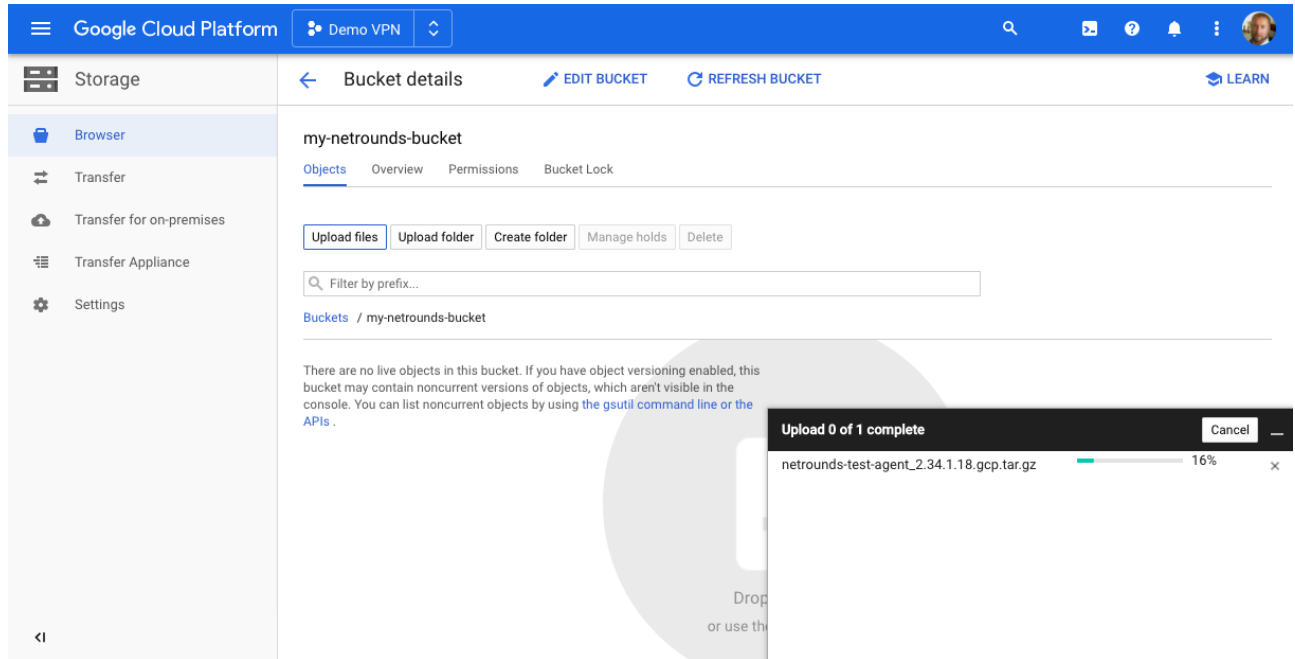 Google Cloud Platform
Demo VPN
Storage
Bucket details
EDIT BUCKET
REFRESH BUCKET
LEARN
Browser
Transfer
Transfer for on-premises
Transfer Appliance
Settings
my-netrounds-bucket
Objects Overview Permissions Bucket Lock
Upload files Upload folder Create folder Manage holds Delete
Filter by prefix...
Buckets / my-netrounds-bucket
There are no live objects in this bucket. If you have object versioning enabled, this
bucket may contain noncurrent versions of objects, which aren't visible in the
console. You can list noncurrent objects by using the gsutil command line or the
APIs .
Drop
or use the
Upload 0 of 1 complete
Cancel
netrounds-test-agent_2.34.1.18.gcp.tar.gz
16%